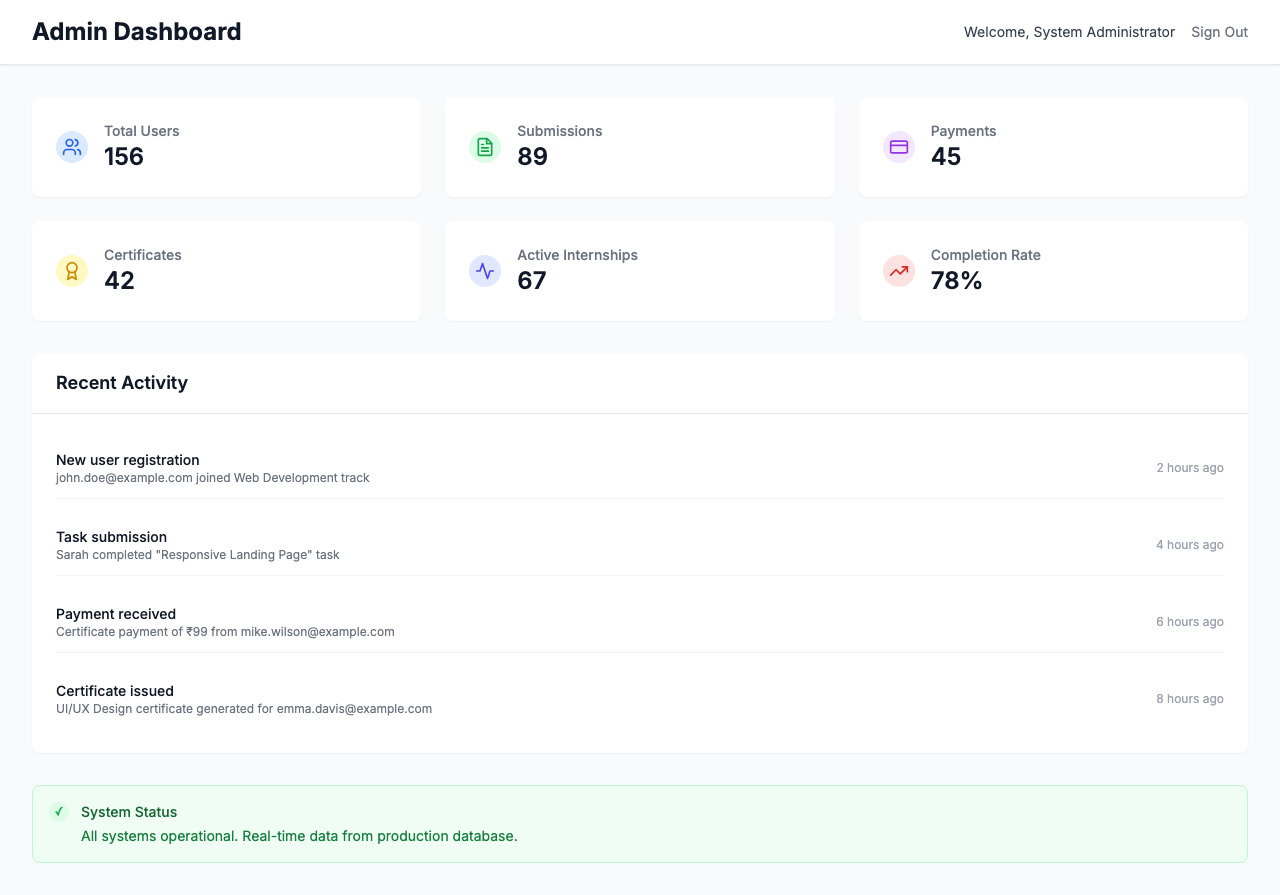 Admin Dashboard
Welcome, System Administrator
Sign Out
Total Users
156
Submissions
89
Payments
45
Certificates
42
Active Internships
67
Completion Rate
78%
Recent Activity
New user registration
john.doe@example.com joined Web Development track
2 hours ago
Task submission
Sarah completed "Responsive Landing Page" task
4 hours ago
Payment received
Certificate payment of ₹99 from mike.wilson@example.com
6 hours ago
Certificate issued
UI/UX Design certificate generated for emma.davis@example.com
8 hours ago
✓ System Status
All systems operational. Real-time data from production database.